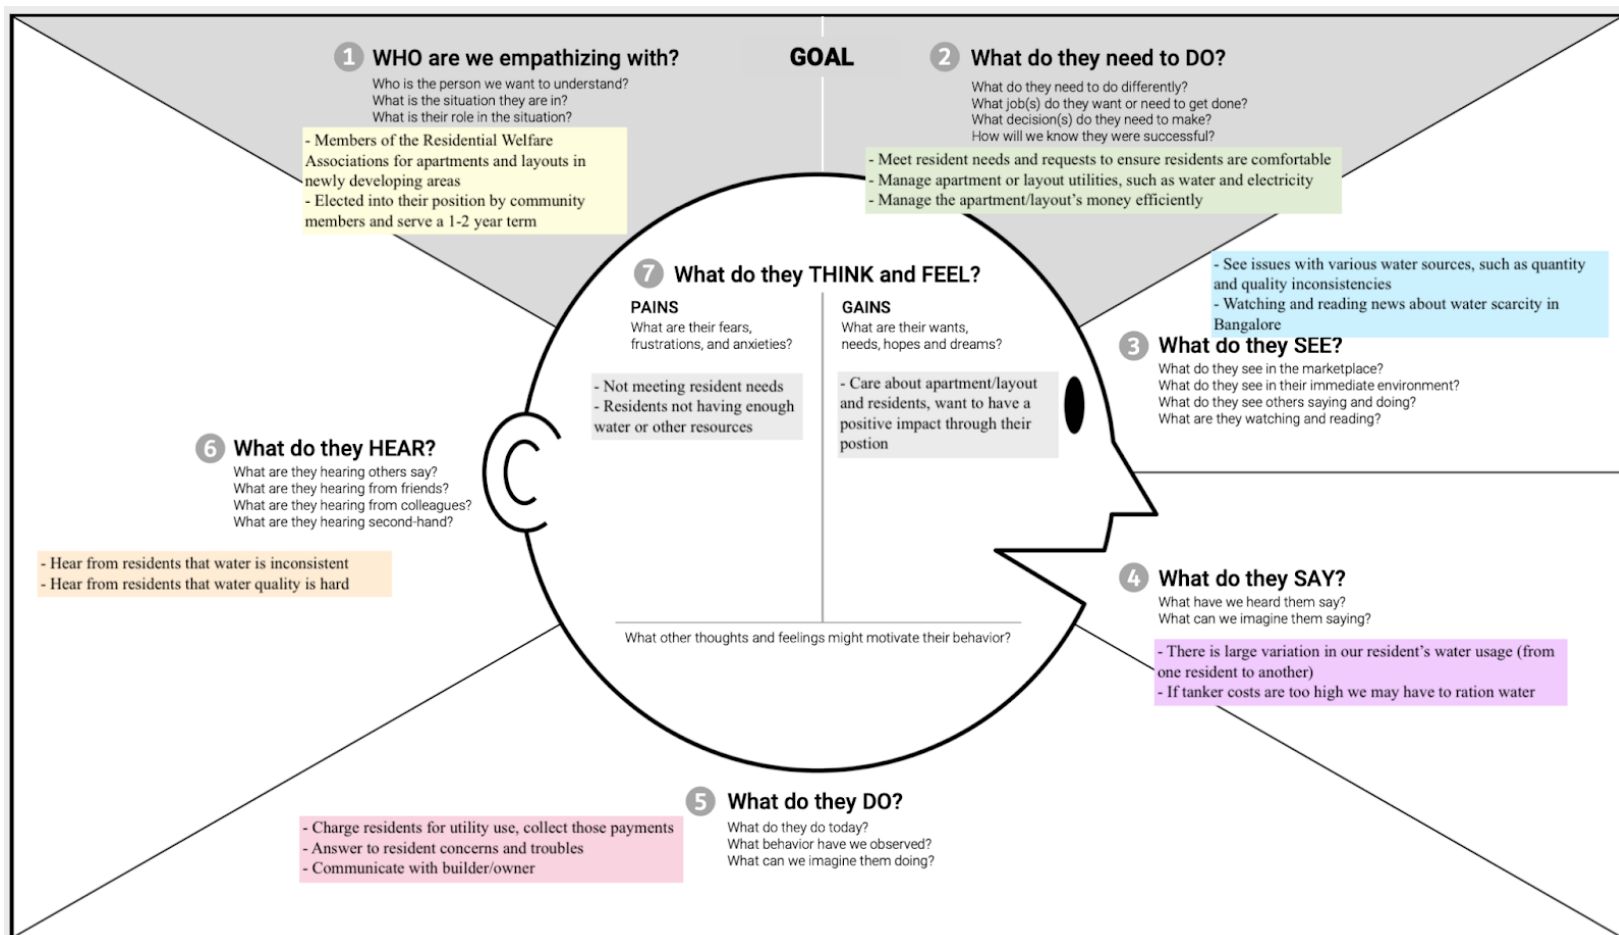 1 WHO are we empathizing with?
Who is the person we want to understand?
What is the situation they are in?
What is their role in the situation?
- Members of the Residential Welfare
Associations for apartments and layouts in
newly developing areas
- Elected into their position by community
members and serve a 1-2 year term
GOAL
2 What do they need to DO?
What do they need to do differently?
What job(s) do they want or need to get done?
What decision(s) do they need to make?
How will we know they were successful?
- Meet resident needs and requests to ensure residents are comfortable
- Manage apartment or layout utilities, such as water and electricity
- Manage the apartment/layout's money efficiently
- See issues with various water sources, such as quantity
and quality inconsistencies
- Watching and reading news about water scarcity in
Bangalore
3 What do they SEE?
What do they see in the marketplace?
What do they see in their immediate environment?
What do they see others saying and doing?
What are they watching and reading?
4 What do they SAY?
What have we heard them say?
What can we imagine them saying?
- There is large variation in our resident's water usage (from
one resident to another)
- If tanker costs are too high we may have to ration water
5 What do they DO?
What do they do today?
What behavior have we observed?
What can we imagine them doing?
- Charge residents for utility use, collect those payments
- Answer to resident concerns and troubles
- Communicate with builder/owner
6 What do they HEAR?
What are they hearing others say?
What are they hearing from friends?
What are they hearing from colleagues?
What are they hearing second-hand?
- Hear from residents that water is inconsistent
- Hear from residents that water quality is hard
7 What do they THINK and FEEL?
PAINS
What are their fears,
frustrations, and anxieties?
- Not meeting resident needs
- Residents not having enough
water or other resources
GAINS
What are their wants,
needs, hopes and dreams?
- Care about apartment/layout
and residents, want to have a
positive impact through their
postion
What other thoughts and feelings might motivate their behavior?